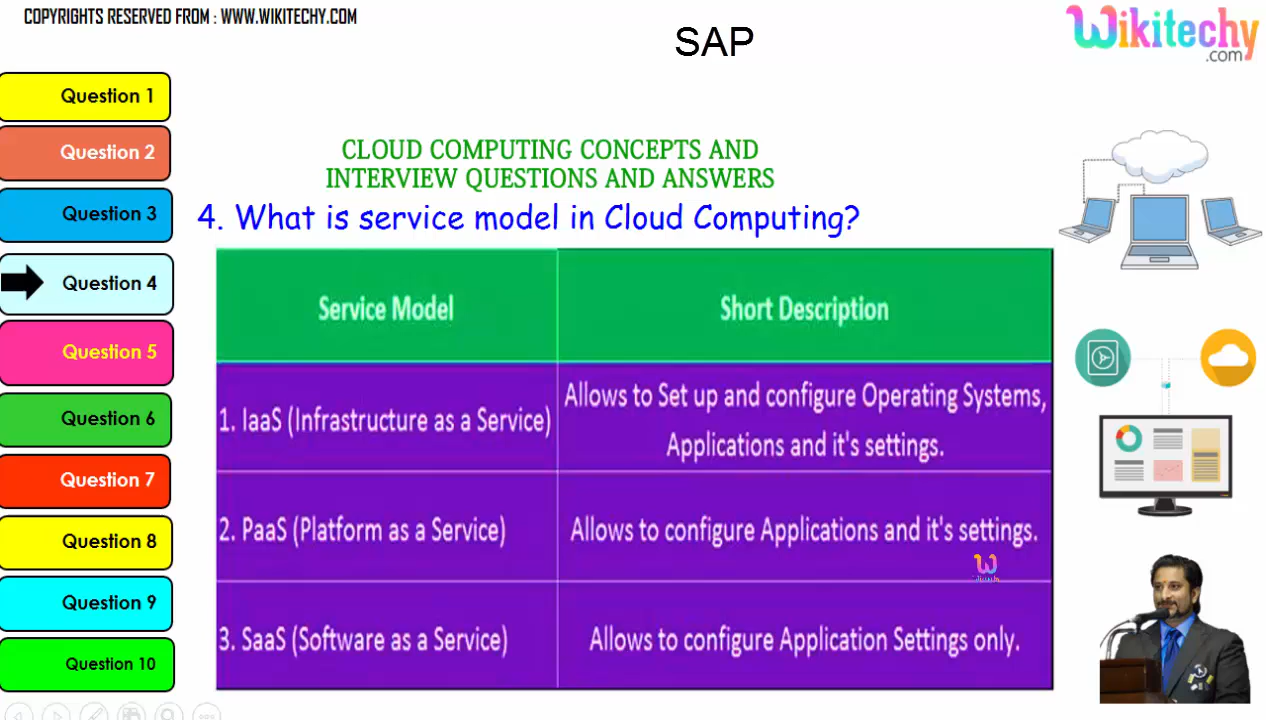 COPYRIGHTS RESERVED FROM : WWW.WIKITECHY.COM
SAP
Wikitechy
.com
Question 1
Question 2
Question 3
Question 4
Question 5
Question 6
Question 7
Question 8
Question 9
Question 10
CLOUD COMPUTING CONCEPTS AND
INTERVIEW QUESTIONS AND ANSWERS
4. What is service model in Cloud Computing?
Service Model
Short Description
1. IaaS (Infrastructure as a Service)
Allows to Set up and configure Operating Systems,
Applications and it's settings.
2. PaaS (Platform as a Service)
Allows to configure Applications and it's settings.
3. SaaS (Software as a Service)
Allows to configure Application Settings only.